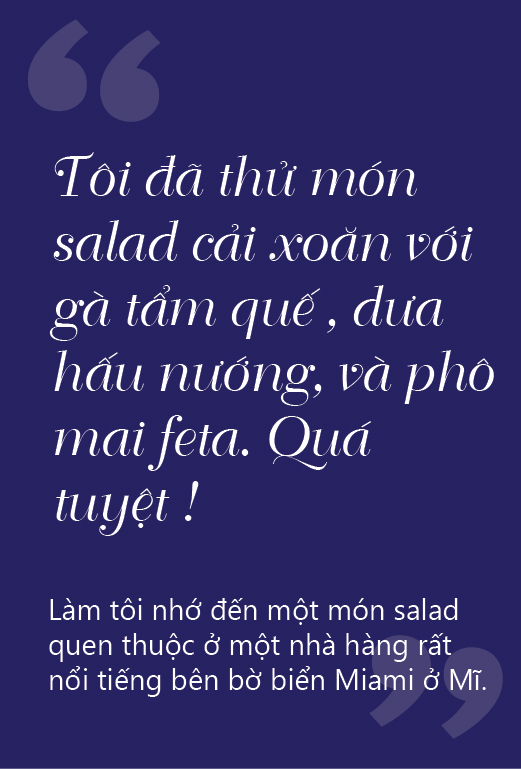 Tôi đã thử món
salad cải xoăn với
gà tẩm quế , dưa
hấu nướng, và phô
mai feta. Quá
tuyệt !
Làm tôi nhớ đến một món salad
quen thuộc ở một nhà hàng rất
nổi tiếng bên bờ biển Miami ở Mĩ.